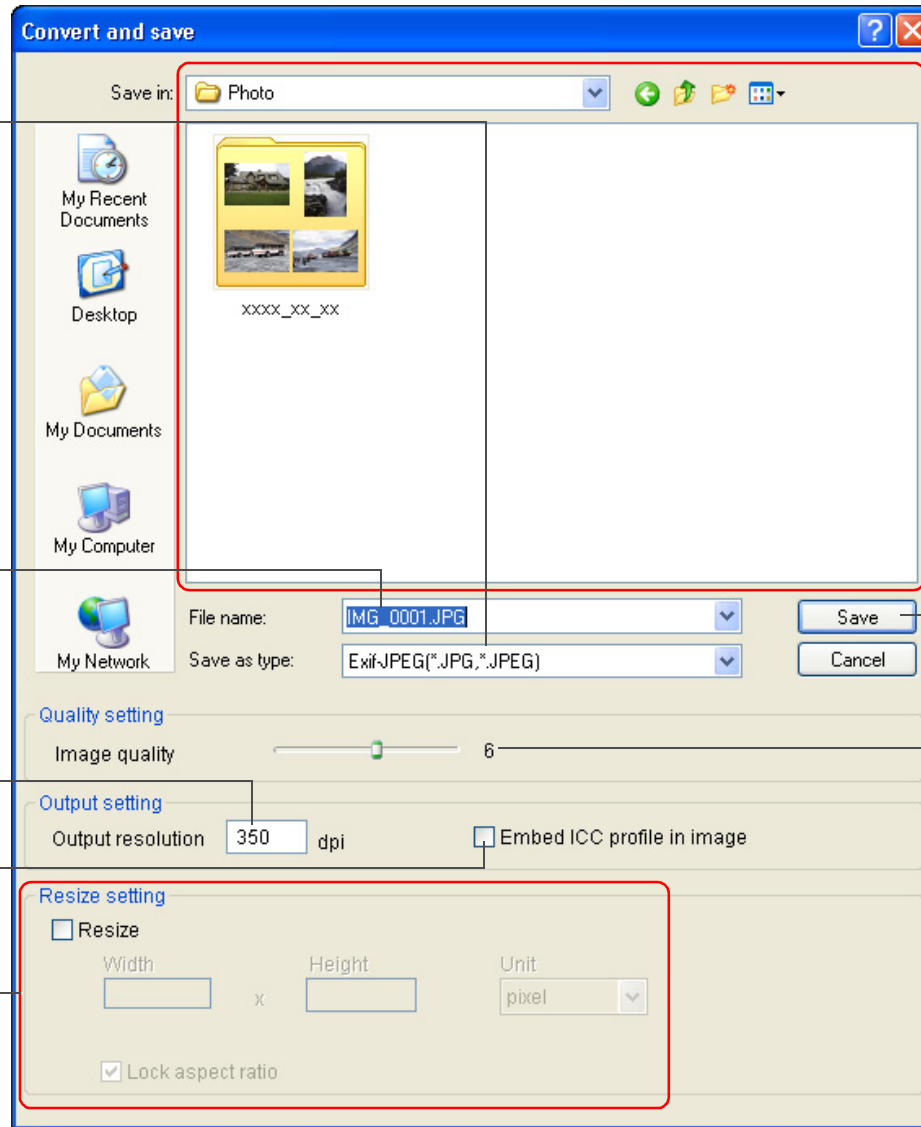 Convert and save
Save in: Photo
My Recent
Documents
Desktop
My Documents
My Computer
My Network
xxxx_xx_xx
File name: IMG_0001.JPG Save
Save as type: Exif-JPEG(*.JPG,*.JPEG) Cancel
Quality setting
Image quality 6
Output setting
Output resolution 350 dpi Embed ICC profile in image
Resize setting
Resize
Width Height Unit
x pixel
Lock aspect ratio